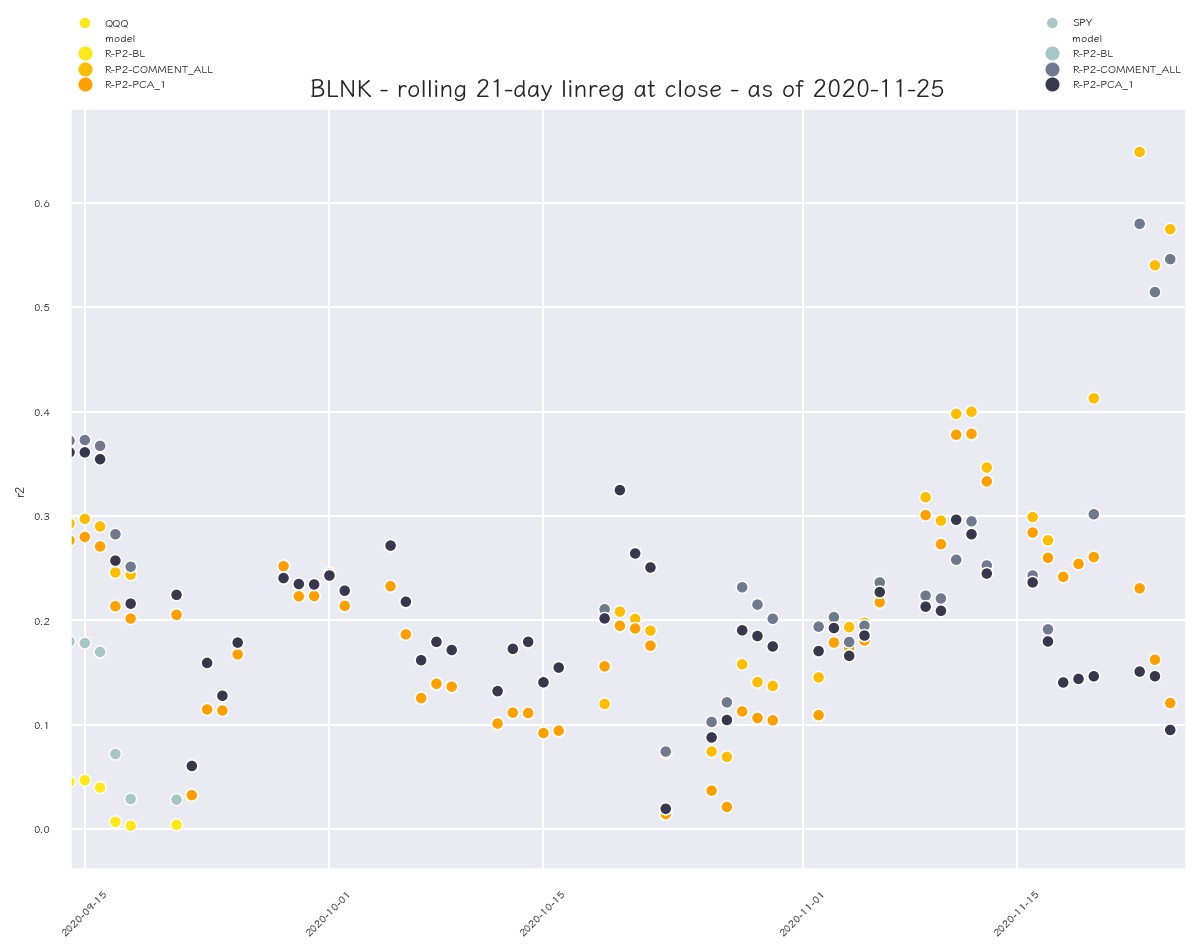 QQQ
model
R-P2-BL
R-P2-COMMENT_ALL
R-P2-PCA_1
SPY
model
R-P2-BL
R-P2-COMMENT_ALL
R-P2-PCA_1
BLNK - rolling 21-day linreg at close - as of 2020-11-25
r2
0.6
0.5
0.4
0.3
0.2
0.1
0.0
2020-09-15
2020-10-01
2020-10-15
2020-11-01
2020-11-15